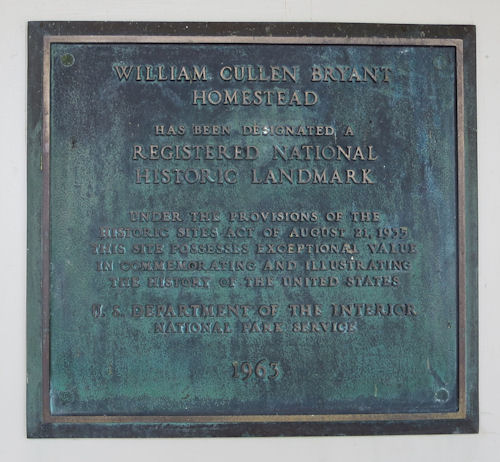 WILLIAM CULLEN BRYANT
HOMESTEAD
HAS BEEN DESIGNATED A
REGISTERED NATIONAL
HISTORIC LANDMARK
UNDER THE PROVISIONS OF THE
HISTORIC SITES ACT OF AUGUST 21, 1935
THIS SITE POSSESSES EXCEPTIONAL VALUE
IN COMMEMORATING AND ILLUSTRATING
THE HISTORY OF THE UNITED STATES
U. S. DEPARTMENT OF THE INTERIOR
NATIONAL PARK SERVICE
1963